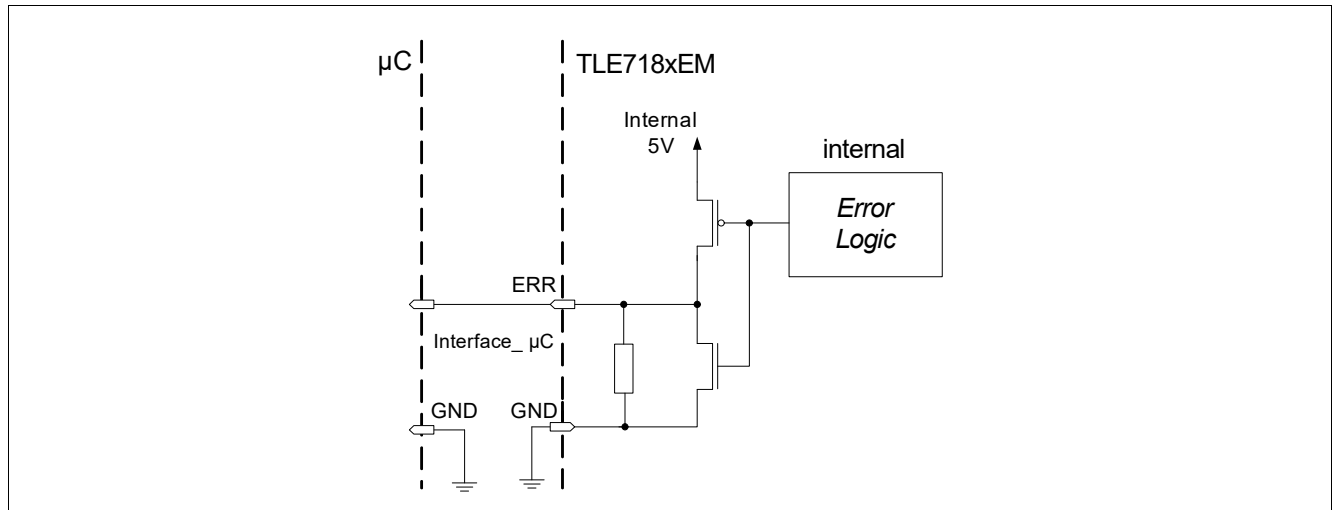 µC
TLE718xEM
Internal
5V
internal
Error
Logic
ERR
Interface_ µC
GND
GND